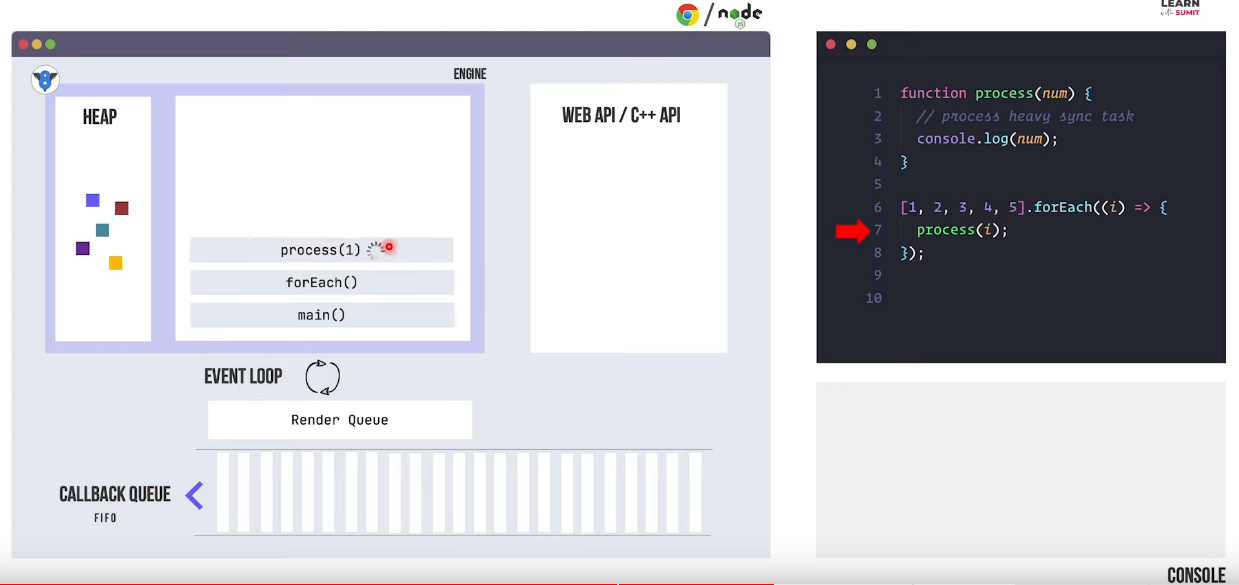 node
JS
LEARN
with SUMIT
ENGINE
HEAP
process(1)
forEach()
main()
WEB API / C++ API
EVENT LOOP
Render Queue
CALLBACK QUEUE
FIFO
1 function process(num) {
2 // process heavy sync task
3 console.log(num);
4 }
5
6 [1, 2, 3, 4, 5].forEach((i) => {
7 process(i);
8 });
9
10
CONSOLE